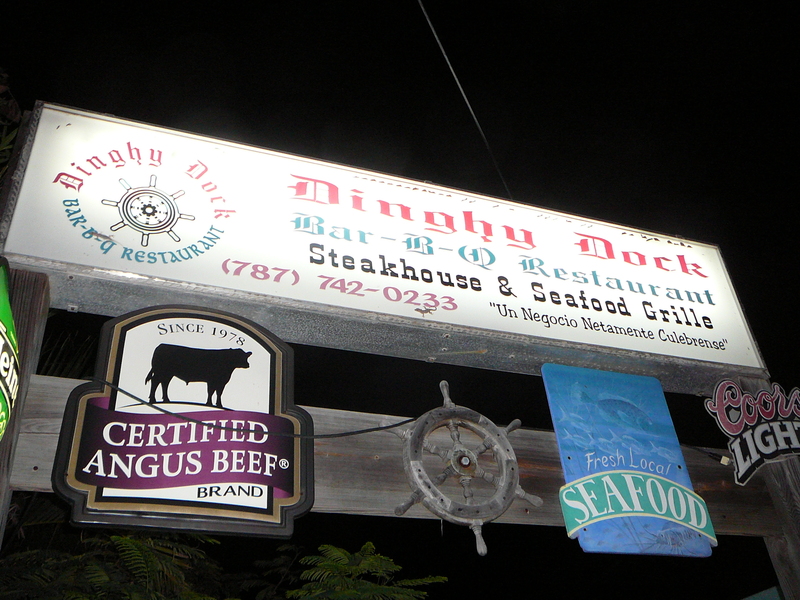 Dinghy Dock
BAR-B-Q RESTAURANT
Dinghy Dock
Bar-B-Q Restaurant
Steakhouse & Seafood Grille
(787) 742-0233
"Un Negocio Netamente Culebrense"
SINCE 1978
CERTIFIED
ANGUS BEEF®
BRAND
Fresh Local
SEAFOOD
Coors
LIGHT